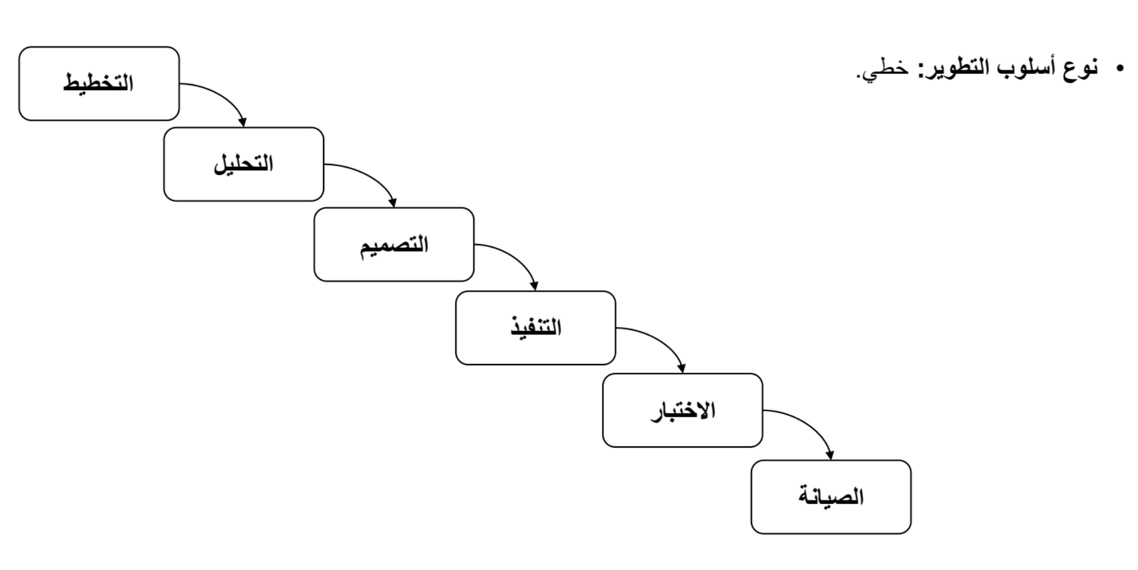 • نوع أسلوب التطوير: خطي.
التخطيط
التحليل
التصميم
التنفيذ
الاختبار
الصيانة